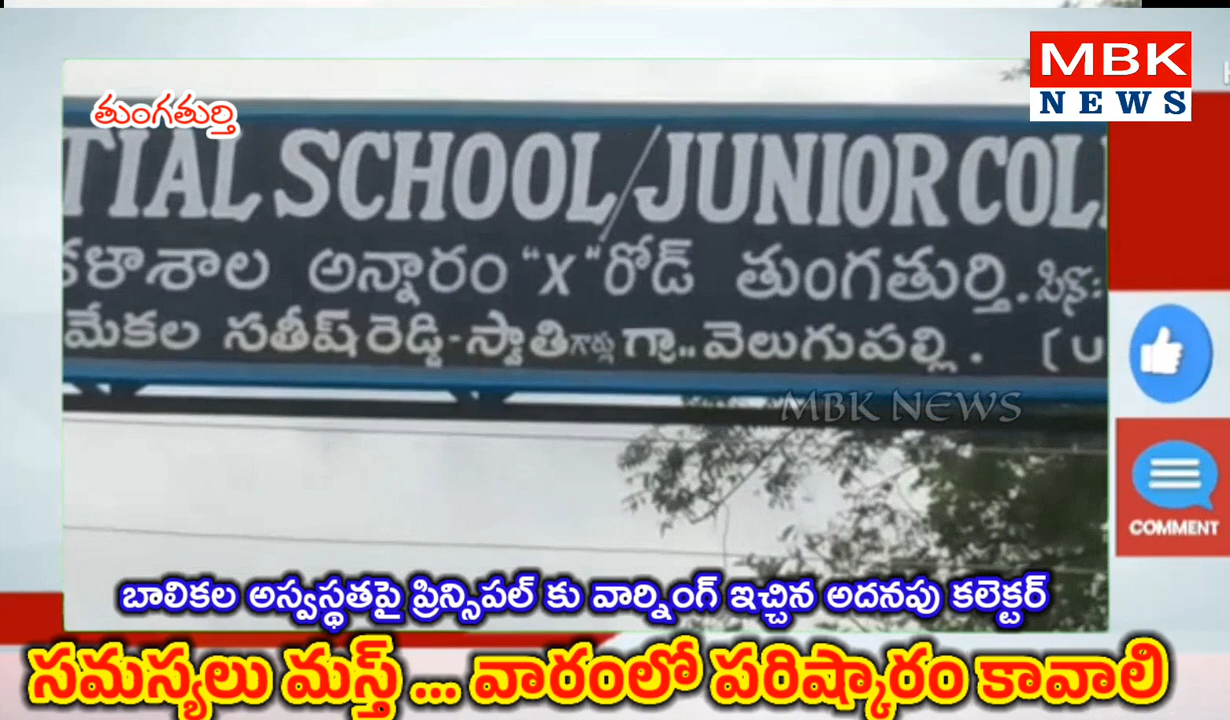 MBK
NEWS
తుంగతుర్తి
TIAL SCHOOL/JUNIOR COL
కళాశాల అన్నారం "X" రోడ్ తుంగతుర్తి.
మేకల సతీష్ రెడ్డి-స్వాతి గార్లు గ్రా.. వెలుగుపల్లి.
MBK NEWS
COMMENT
బాలికల అస్వస్థతపై ప్రిన్సిపల్ కు వార్నింగ్ ఇచ్చిన అదనపు కలెక్టర్
సమస్యలు మస్త్ ... వారంలో పరిష్కారం కావాలి